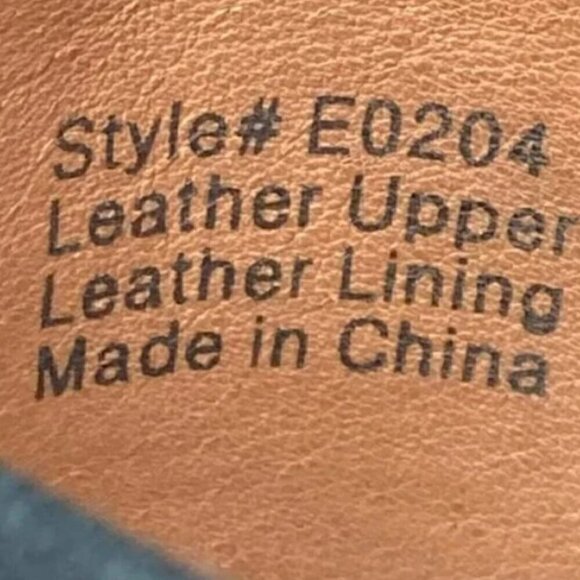 Style# E0204
Leather Upper
Leather Lining
Made in China